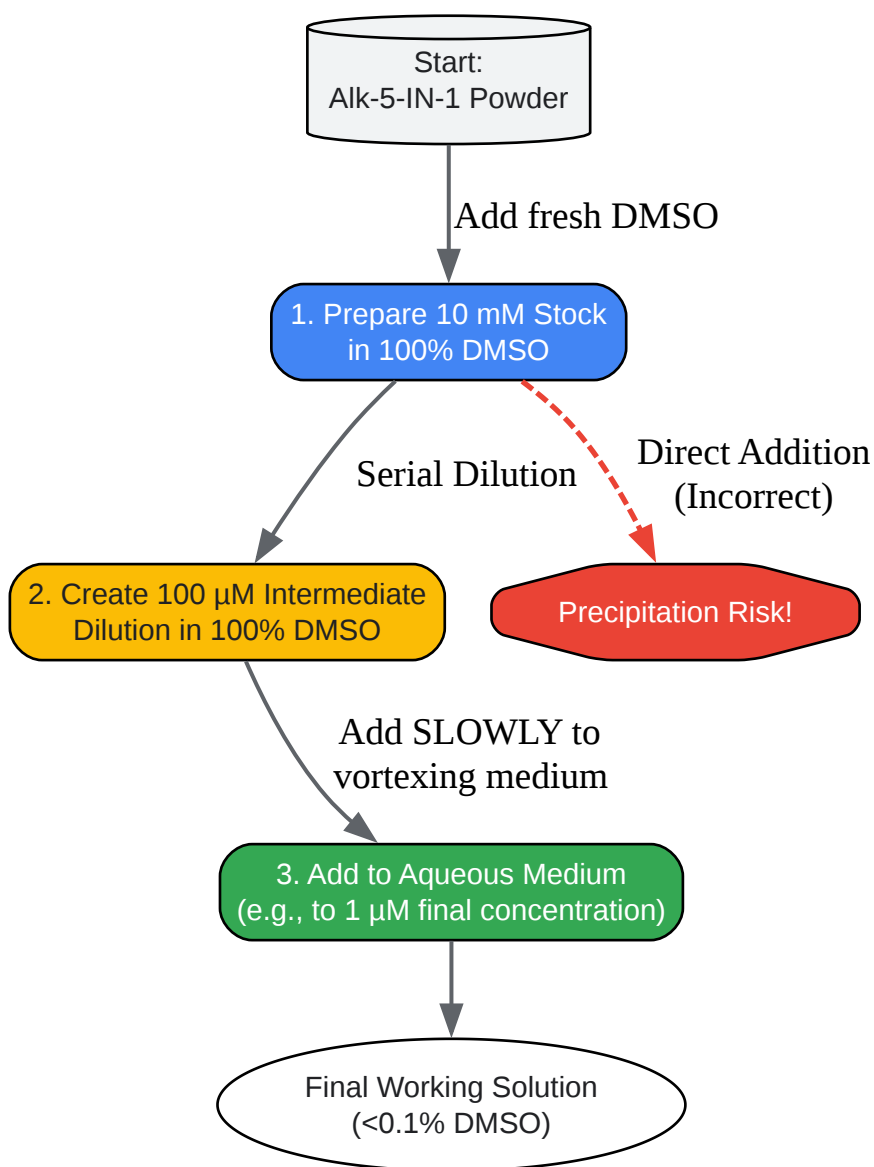 Start:
Alk-5-IN-1 Powder
Add fresh DMSO
1. Prepare 10 mM Stock
in 100% DMSO
Serial Dilution
Direct Addition
(Incorrect)
2. Create 100 µM Intermediate
Dilution in 100% DMSO
Precipitation Risk!
Add SLOWLY to
vortexing medium
3. Add to Aqueous Medium
(e.g., to 1 µM final concentration)
Final Working Solution
(<0.1% DMSO)